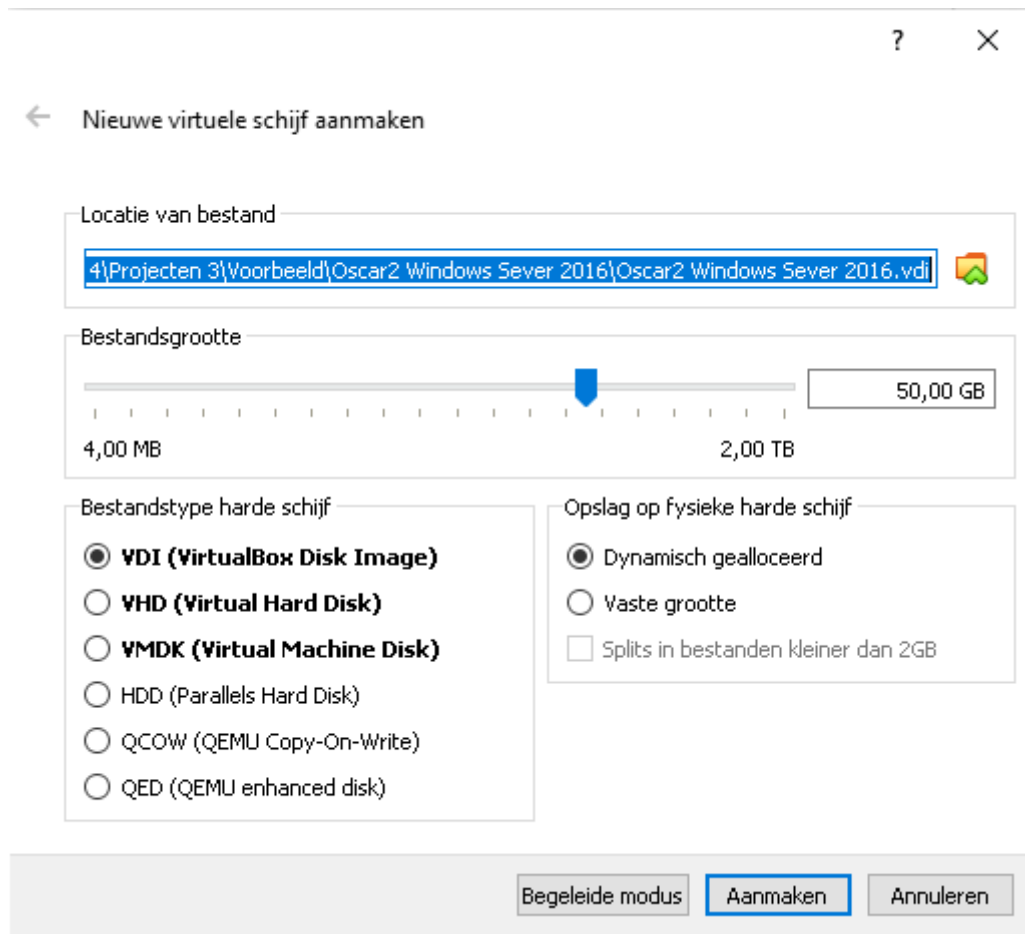 ?
Nieuwe virtuele schijf aanmaken
Locatie van bestand
4\Projecten 3\Voorbeeld\Oscar2 Windows Sever 2016\Oscar2 Windows Sever 2016.vdi
Bestandsgrootte
50,00 GB
4,00 MB 2,00 TB
Bestandstype harde schijf
VDI (VirtualBox Disk Image)
VHD (Virtual Hard Disk)
VMDK (Virtual Machine Disk)
HDD (Parallels Hard Disk)
QCOW (QEMU Copy-On-Write)
QED (QEMU enhanced disk)
Opslag op fysieke harde schijf
Dynamisch gealloceerd
Vaste grootte
Splits in bestanden kleiner dan 2GB
Begeleide modus Aanmaken Annuleren